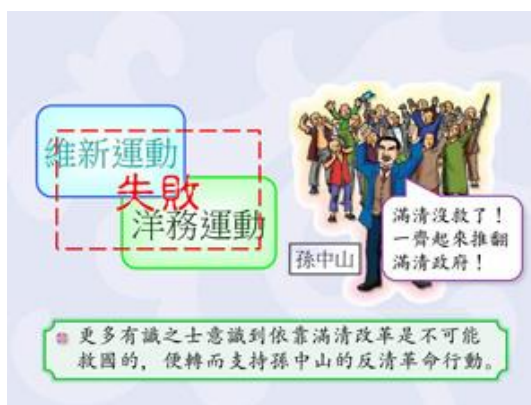 維新運動
失敗
洋務運動
孫中山
滿清沒救了！
一齊起來推翻
滿清政府！
更多有識之士意識到依靠滿清改革是不可能
救國的，便轉而支持孫中山的反清革命行動。